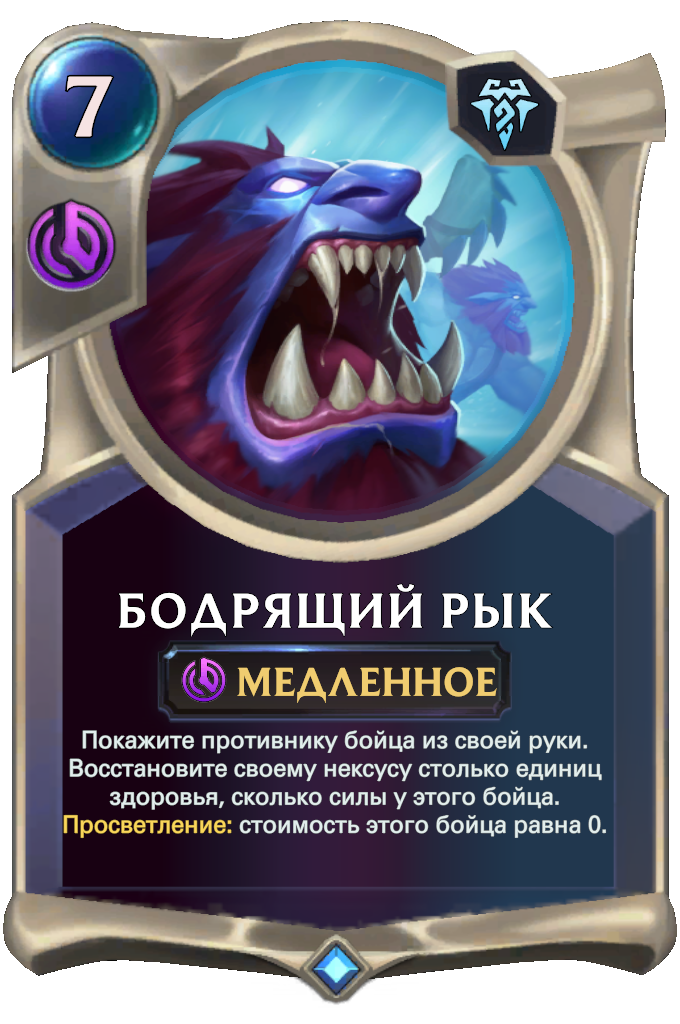 7
БОДРЯЩИЙ РЫК
МЕДЛЕННОЕ
Покажите противнику бойца из своей руки.
Восстановите своему нексусу столько единиц
здоровья, сколько силы у этого бойца.
Просветление: стоимость этого бойца равна 0.